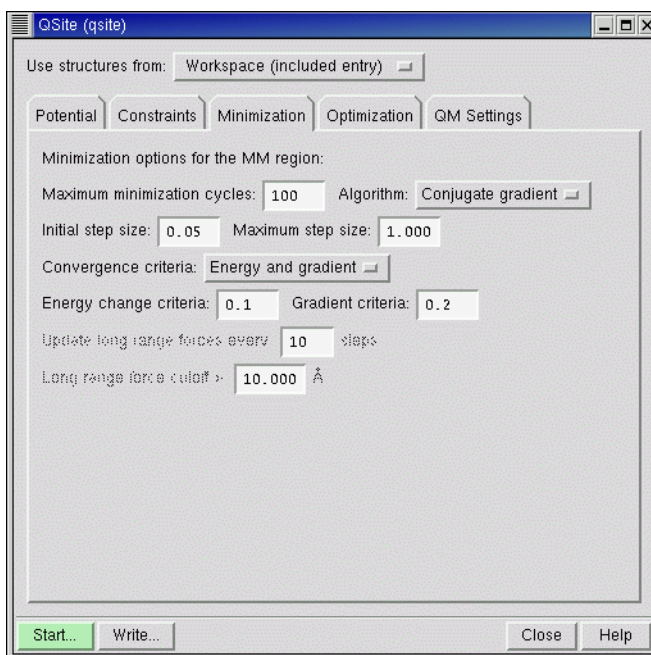 QSite (qsite)
Use structures from: Workspace (included entry)
Potential Constraints Minimization Optimization QM Settings
Minimization options for the MM region:
Maximum minimization cycles: 100 Algorithm: Conjugate gradient
Initial step size: 0.05 Maximum step size: 1.000
Convergence criteria: Energy and gradient
Energy change criteria: 0.1 Gradient criteria: 0.2
Update long range forces every 10 steps
Long range force cutoff > 10.000 Å
Start... Write... Close Help